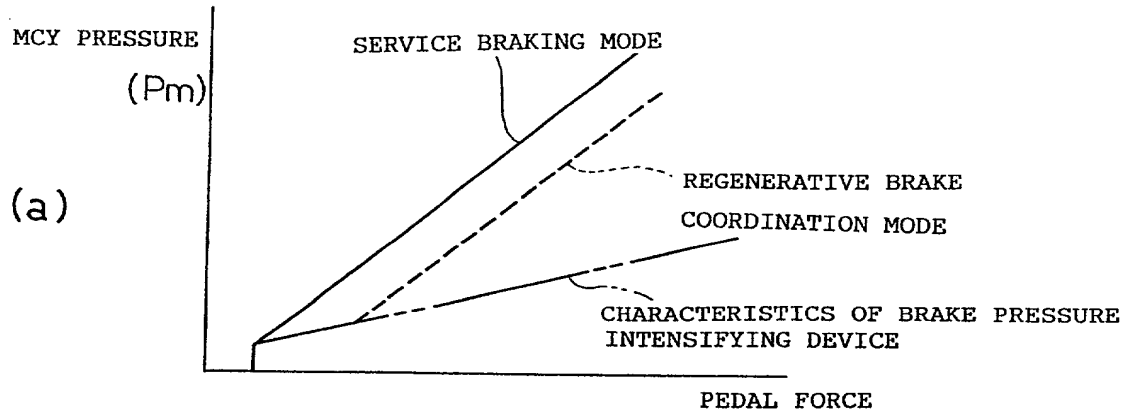 MCY PRESSURE
(Pm)
SERVICE BRAKING MODE
(a)
REGENERATIVE BRAKE
COORDINATION MODE
CHARACTERISTICS OF BRAKE PRESSURE
INTENSIFYING DEVICE
PEDAL FORCE